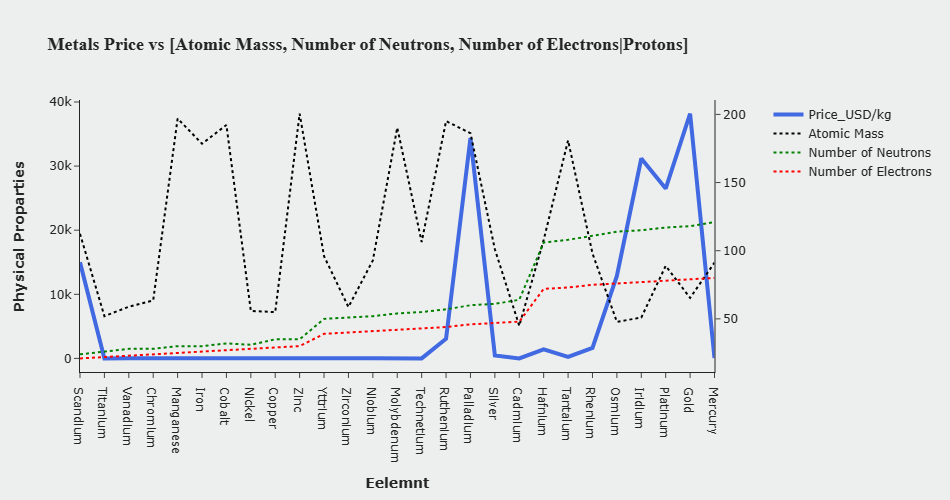 Metals Price vs [Atomic Masss, Number of Neutrons, Number of Electrons|Protons]
40k
30k
20k
10k
0
Physical Proparties
200
150
100
50
Price_USD/kg
Atomic Mass
Number of Neutrons
Number of Electrons
Scandium
Titanium
Vanadium
Chromium
Manganese
Iron
Cobalt
Nickel
Copper
Zinc
Yttrium
Zirconium
Niobium
Molybdenum
Technetium
Ruthenium
Palladium
Silver
Cadmium
Hafnium
Tantalum
Rhenium
Osmium
Iridium
Platinum
Gold
Mercury
Eelemnt